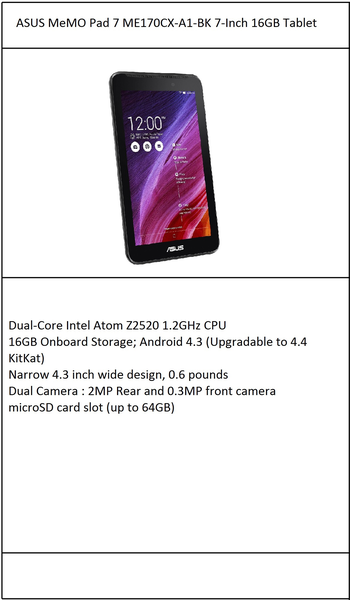 ASUS MeMO Pad 7 ME170CX-A1-BK 7-Inch 16GB Tablet
12:00
ASUS
Dual-Core Intel Atom Z2520 1.2GHz CPU
16GB Onboard Storage; Android 4.3 (Upgradable to 4.4
KitKat)
Narrow 4.3 inch wide design, 0.6 pounds
Dual Camera : 2MP Rear and 0.3MP front camera
microSD card slot (up to 64GB)